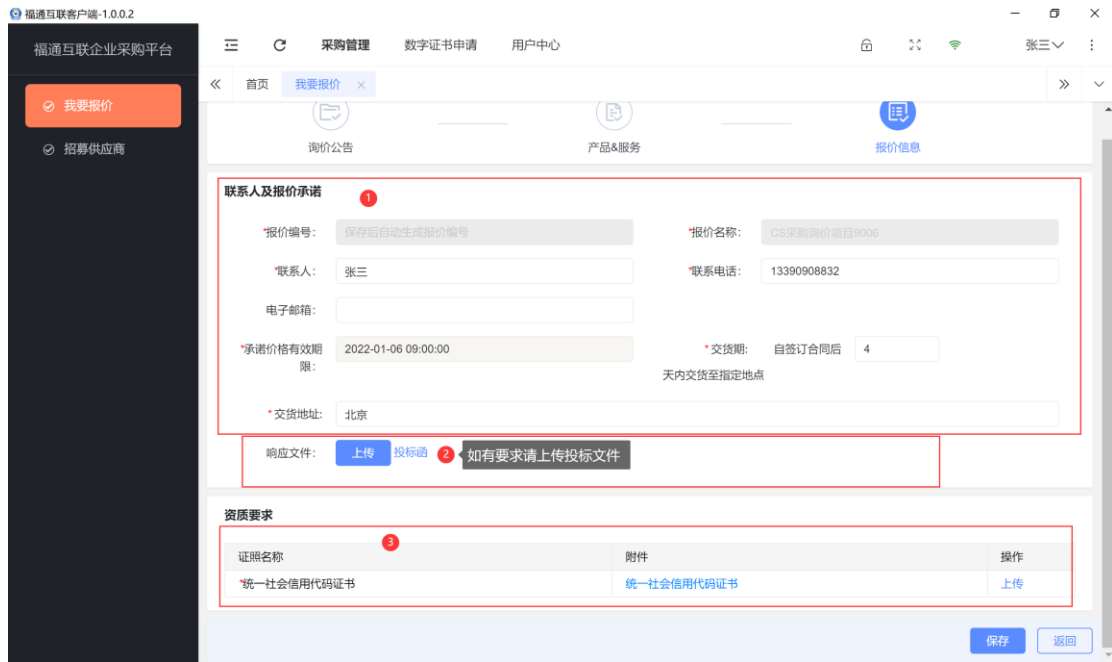 福通互联客户端-1.0.0.2
福通互联企业采购平台
采购管理 数字证书申请 用户中心 张三
首页 我要报价
我要报价
招募供应商
询价公告 产品&服务 报价信息
联系人及报价承诺 1
*报价编号: 保存后自动生成报价编号 *报价名称: CS采购询价项目9006
*联系人: 张三 *联系电话: 13390908832
电子邮箱:
*承诺价格有效期限: 2022-01-06 09:00:00 *交货期: 自签订合同后 4
天内交货至指定地点
*交货地址: 北京
响应文件: 上传 投标函 2 如有要求请上传投标文件
资质要求
3
证照名称 附件 操作
*统一社会信用代码证书 统一社会信用代码证书 上传
保存 返回